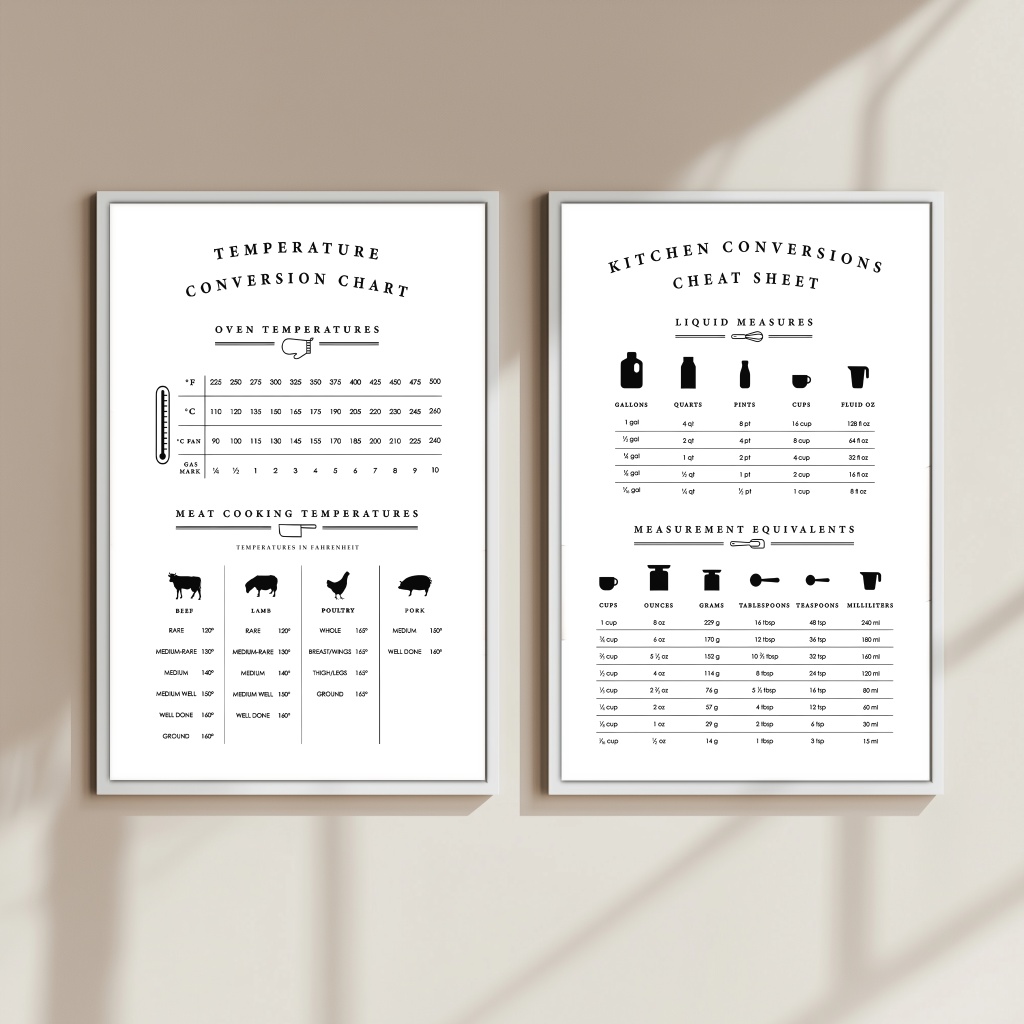 TEMPERATURE
CONVERSION CHART
OVEN TEMPERATURES
°F 225 250 275 300 325 350 375 400 425 450 475 500
°C 110 120 135 150 165 175 190 205 220 230 245 260
°C FAN 90 100 115 130 145 155 170 185 200 210 225 240
GAS MARK ¼ ½ 1 2 3 4 5 6 7 8 9 10
MEAT COOKING TEMPERATURES
TEMPERATURES IN FAHRENHEIT
BEEF LAMB POULTRY PORK
RARE 120° RARE 120° WHOLE 165° MEDIUM 150°
MEDIUM-RARE 130° MEDIUM-RARE 130° BREAST/WINGS 165° WELL DONE 160°
MEDIUM 140° MEDIUM 140° THIGH/LEGS 165°
MEDIUM WELL 150° MEDIUM WELL 150° GROUND 165°
WELL DONE 160° WELL DONE 160°
GROUND 160°
KITCHEN CONVERSIONS
CHEAT SHEET
LIQUID MEASURES
GALLONS QUARTS PINTS CUPS FLUID OZ
1 gal 4 qt 8 pt 16 cup 128 fl oz
½ gal 2 qt 4 pt 8 cup 64 fl oz
¼ gal 1 qt 2 pt 4 cup 32 fl oz
⅛ gal ½ qt 1 pt 2 cup 16 fl oz
1/16 gal ¼ qt ½ pt 1 cup 8 fl oz
MEASUREMENT EQUIVALENTS
CUPS OUNCES GRAMS TABLESPOONS TEASPOONS MILLILITERS
1 cup 8 oz 229 g 16 tbsp 48 tsp 240 ml
¾ cup 6 oz 170 g 12 tbsp 36 tsp 180 ml
⅔ cup 5 ⅓ oz 152 g 10 ⅔ tbsp 32 tsp 160 ml
½ cup 4 oz 114 g 8 tbsp 24 tsp 120 ml
⅓ cup 2 ⅔ oz 76 g 5 ⅓ tbsp 16 tsp 80 ml
¼ cup 2 oz 57 g 4 tbsp 12 tsp 60 ml
⅛ cup 1 oz 29 g 2 tbsp 6 tsp 30 ml
1/16 cup ½ oz 14 g 1 tbsp 3 tsp 15 ml